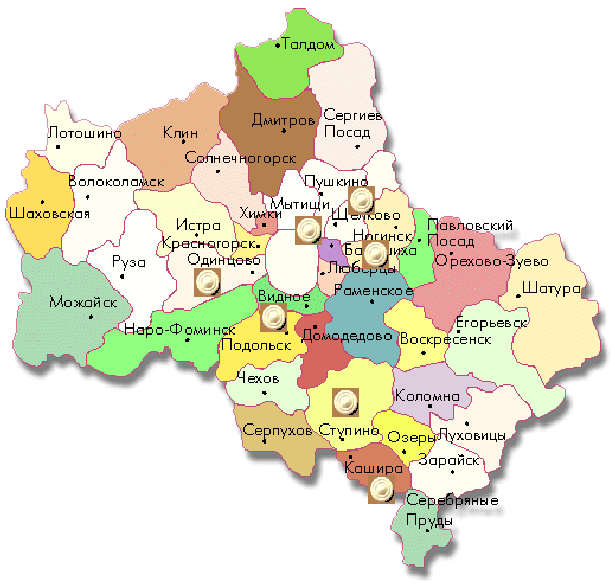 Талдом
Сергиев
Посад
Дмитров
Лотошино
Клин
Солнечногорск
Волоколамск
Пушкино
Мытищи
Шаховская
Химки
Щелково
Истра
Павловский
Посад
Ногинск
Красногорск
Балашиха
Руза
Одинцово
Орехово-Зуево
Люберцы
Шатура
Раменское
Видное
Можайск
Егорьевск
Наро-Фоминск
Домодедово
Воскресенск
Подольск
Чехов
Коломна
Серпухов
Ступино
Озеры
Луховицы
Кашира
Зарайск
Серебряные
Пруды